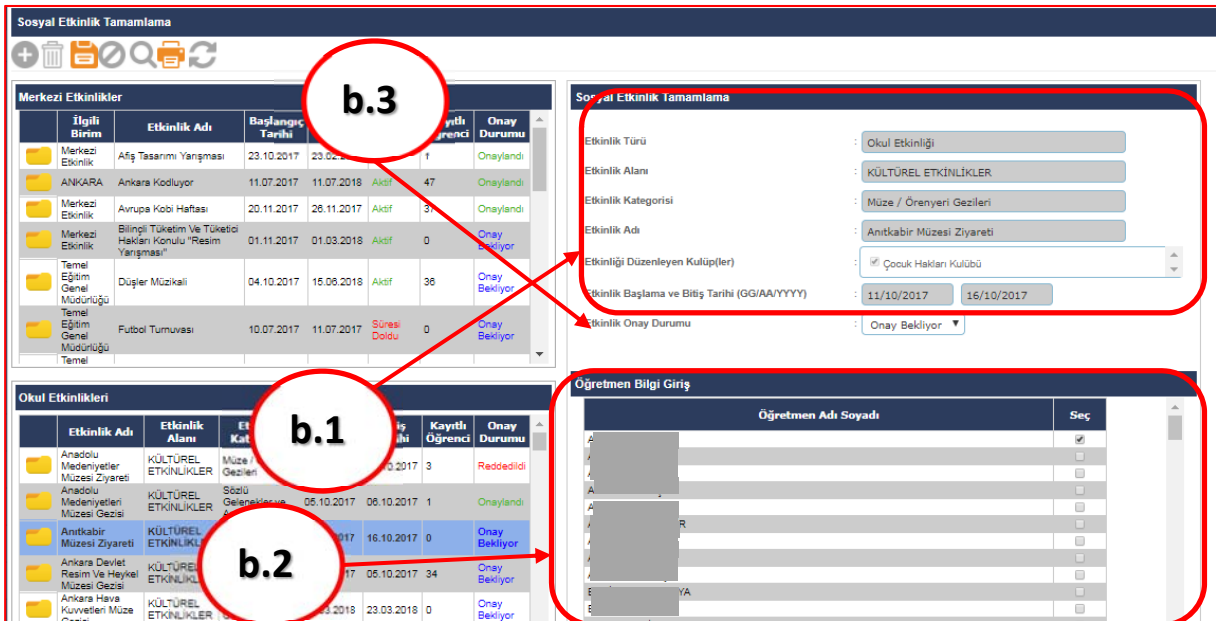 Sosyal Etkinlik Tamamlama
Merkezi Etkinlikler
İlgili Birim Etkinlik Adı Başlangıç Tarihi Onay Durumu
Merkezi Etkinlik Afiş Tasarımı Yarışması 23.10.2017 1 Onaylandı
ANKARA Ankara Kodluyor 11.07.2017 11.07.2018 Aktif 47 Onaylandı
Merkezi Etkinlik Avrupa Kobi Haftası 20.11.2017 26.11.2017 Aktif 37 Onaylandı
Merkezi Etkinlik Bilinçli Tüketim Ve Tüketici Hakları Konulu "Resim Yarışması" 01.11.2017 01.03.2018 Aktif 0 Onay Bekliyor
Temel Eğitim Genel Müdürlüğü Düşler Müzikali 04.10.2017 15.06.2018 Aktif 36 Onay Bekliyor
Temel Eğitim Genel Müdürlüğü Futbol Turnuvası 10.07.2017 11.07.2017 Süresi Doldu 0 Onay Bekliyor
Temel
b.3
Sosyal Etkinlik Tamamlama
Etkinlik Türü : Okul Etkinliği
Etkinlik Alanı : KÜLTÜREL ETKİNLİKLER
Etkinlik Kategorisi : Müze / Örenyeri Gezileri
Etkinlik Adı : Anıtkabir Müzesi Ziyareti
Etkinliği Düzenleyen Kulüp(ler) : Çocuk Hakları Kulübü
Etkinlik Başlama ve Bitiş Tarihi (GG/AA/YYYY) : 11/10/2017 16/10/2017
Etkinlik Onay Durumu : Onay Bekliyor
Okul Etkinlikleri
Etkinlik Adı Etkinlik Alanı Kayıtlı Öğrenci Onay Durumu
Anadolu Medeniyetler Müzesi Ziyareti KÜLTÜREL ETKİNLİKLER Müze / Gezileri 3 Reddedildi
Anadolu Medeniyetleri Müzesi Gezisi KÜLTÜREL ETKİNLİKLER Sözlü Gelenekler ve 05.10.2017 06.10.2017 1 Onaylandı
Anıtkabir Müzesi Ziyareti KÜLTÜREL 16.10.2017 0 Onay Bekliyor
Ankara Devlet Resim Ve Heykel Müzesi Gezisi 05.10.2017 34 Onay Bekliyor
Ankara Hava Kuvvetleri Müze KÜLTÜREL ETKİNLİKLER 23.03.2018 0 Onay Bekliyor
b.1
b.2
Öğretmen Bilgi Giriş
Öğretmen Adı Soyadı Seç
R
YA